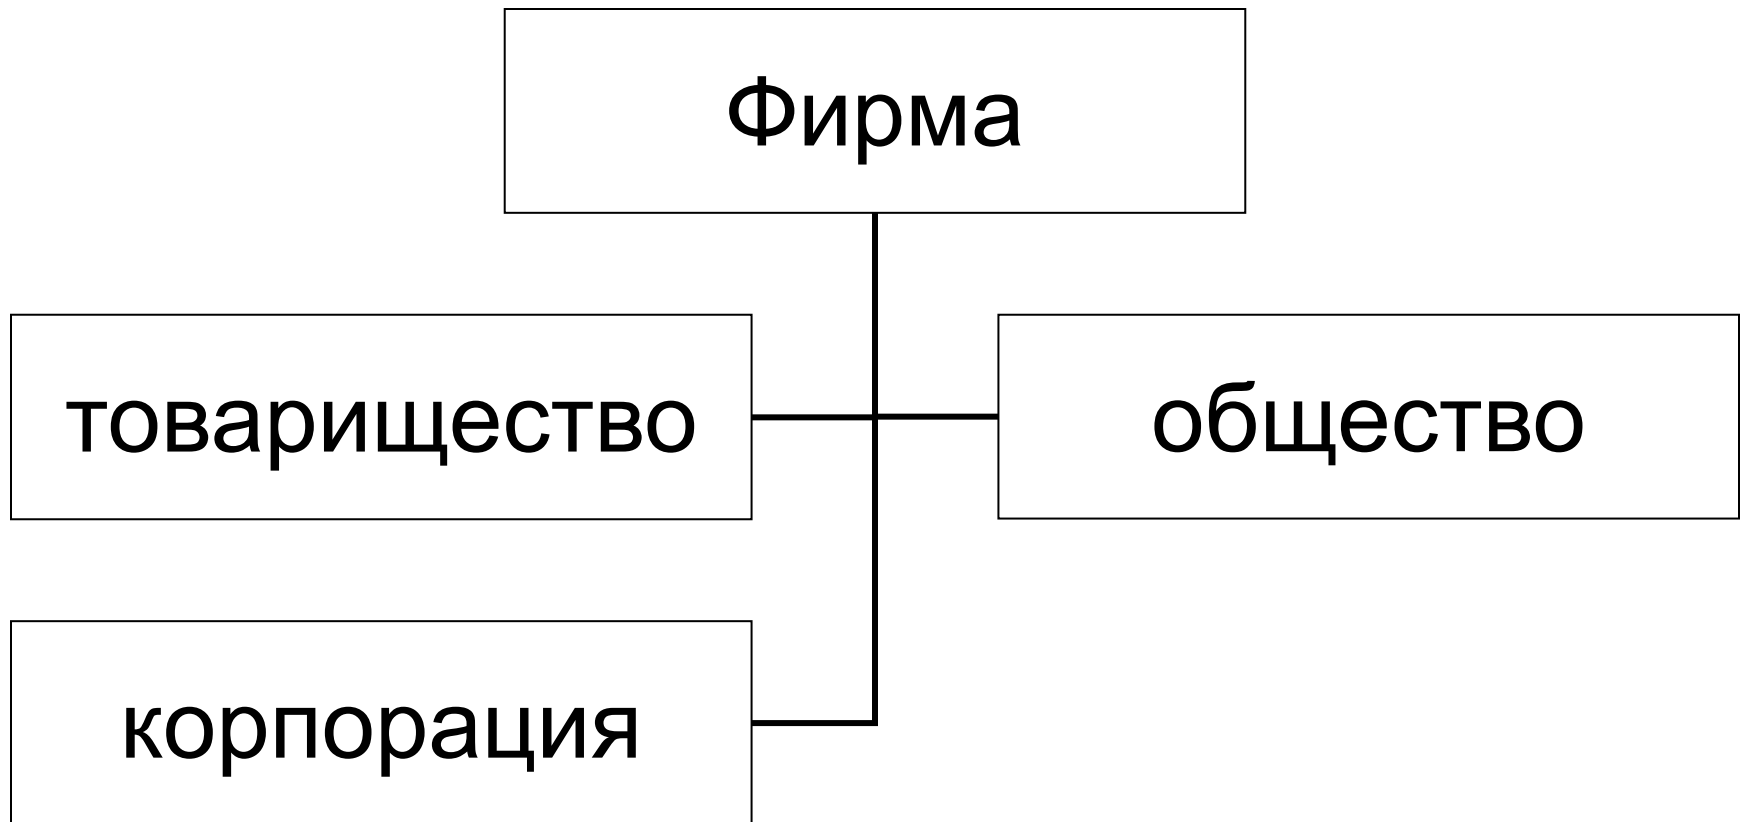 Фирма
товарищество
общество
корпорация